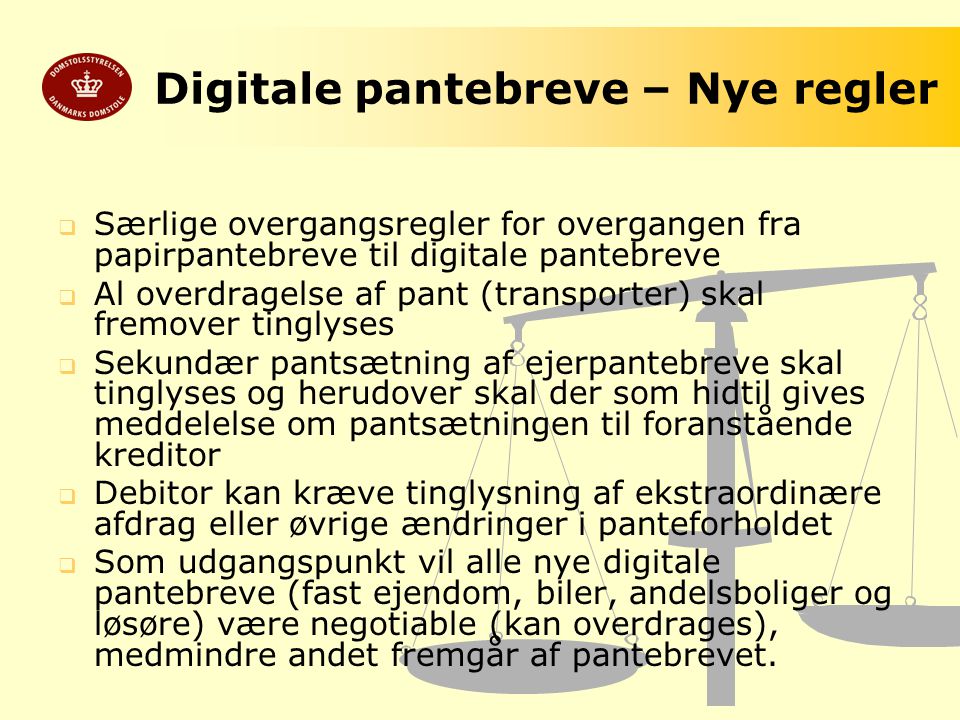 DOMSTOLSSTYRELSEN
DANMARKS DOMSTOLE
Digitale pantebreve – Nye regler
Særlige overgangsregler for overgangen fra
papirpantebreve til digitale pantebreve
Al overdragelse af pant (transporter) skal
fremover tinglyses
Sekundær pantsætning af ejerpantebreve skal
tinglyses og herudover skal der som hidtil gives
meddelelse om pantsætningen til foranstående
kreditor
Debitor kan kræve tinglysning af ekstraordinære
afdrag eller øvrige ændringer i panteforholdet
Som udgangspunkt vil alle nye digitale
pantebreve (fast ejendom, biler, andelsboliger og
løsøre) være negotiable (kan overdrages),
medmindre andet fremgår af pantebrevet.